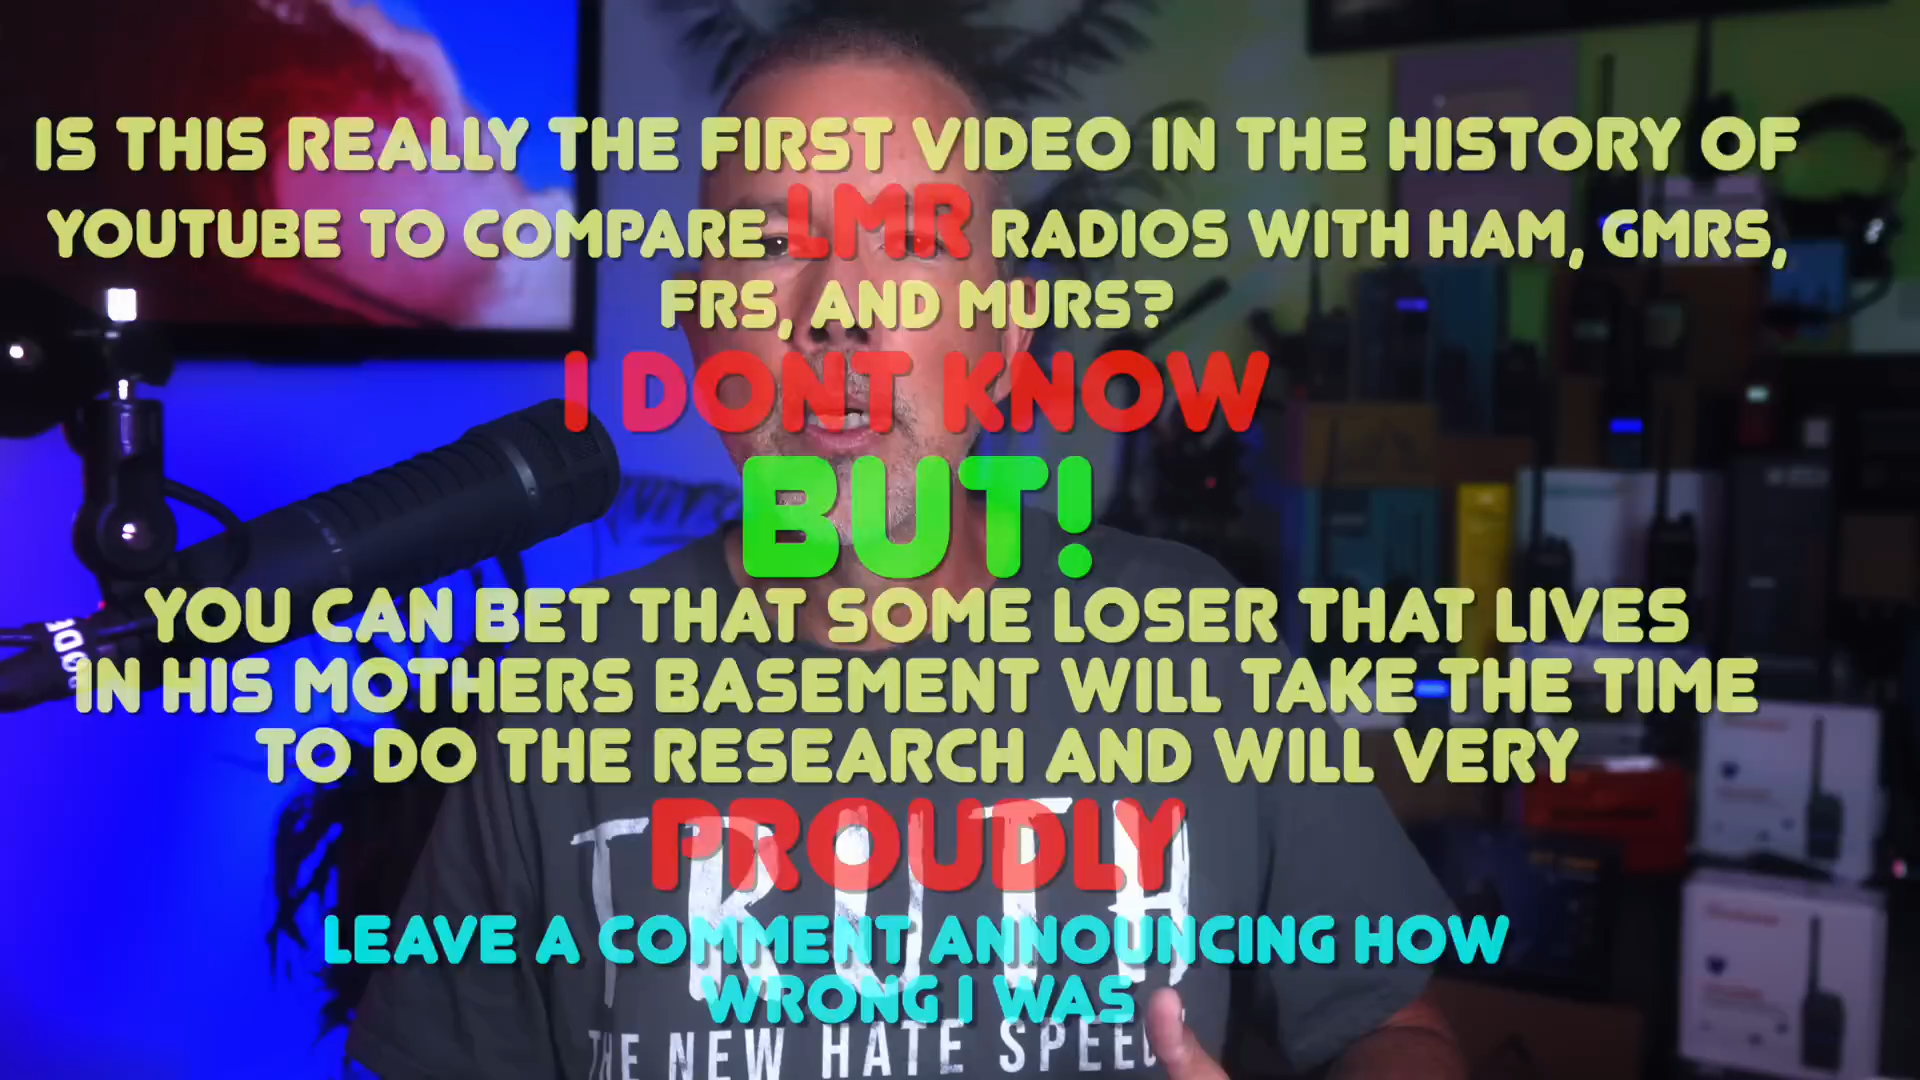 IS THIS REALLY THE FIRST VIDEO IN THE HISTORY OF
YOUTUBE TO COMPARE LMR RADIOS WITH HAM, GMRS,
FRS, AND MURS?
I DONT KNOW
BUT!
YOU CAN BET THAT SOME LOSER THAT LIVES
IN HIS MOTHERS BASEMENT WILL TAKE THE TIME
TO DO THE RESEARCH AND WILL VERY
PROUDLY
LEAVE A COMMENT ANNOUNCING HOW
WRONG I WAS
TRUTH
THE NEW HATE